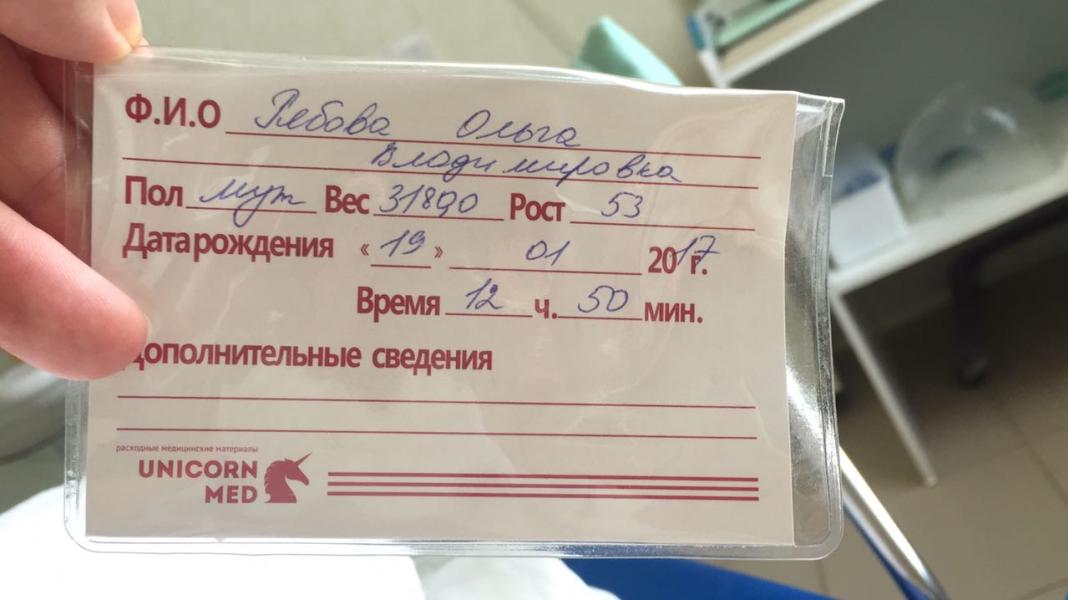 Ф.И.О Глебова Ольга
Владимировна
Пол муж Вес 31890 Рост 53
Дата рождения « 19 » 01 2017 г.
Время 12 ч. 50 мин.
Дополнительные сведения
расходные медицинские материалы
UNICORN
MED